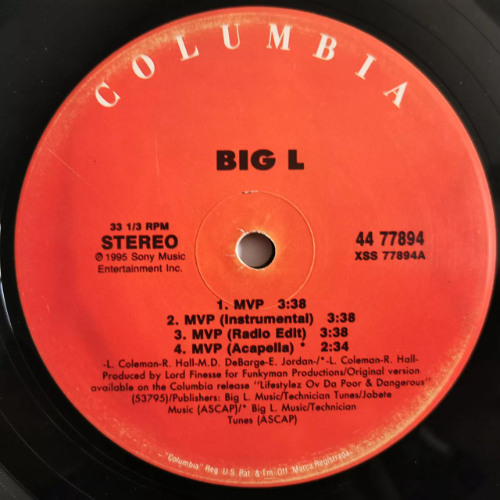 COLUMBIA
BIG L
33 1/3 RPM
STEREO
℗ 1995 Sony Music
Entertainment Inc.
44 77894
XSS 77894A
1. MVP 3:38
2. MVP (Instrumental) 3:38
3. MVP (Radio Edit) 3:38
4. MVP (Acapella) * 2:34
-L. Coleman-R. Hall-M.D. DeBarge-E. Jordan-/*-L. Coleman-R. Hall-
Produced by Lord Finesse for Funkyman Productions/Original version
available on the Columbia release "Lifestylez Ov Da Poor & Dangerous"
(53795)/Publishers: Big L. Music/Technician Tunes/Jobete
Music (ASCAP)/* Big L. Music/Technician
Tunes (ASCAP)
"Columbia" Reg. U.S. Pat. & Tm. Off. Marca Registrada.